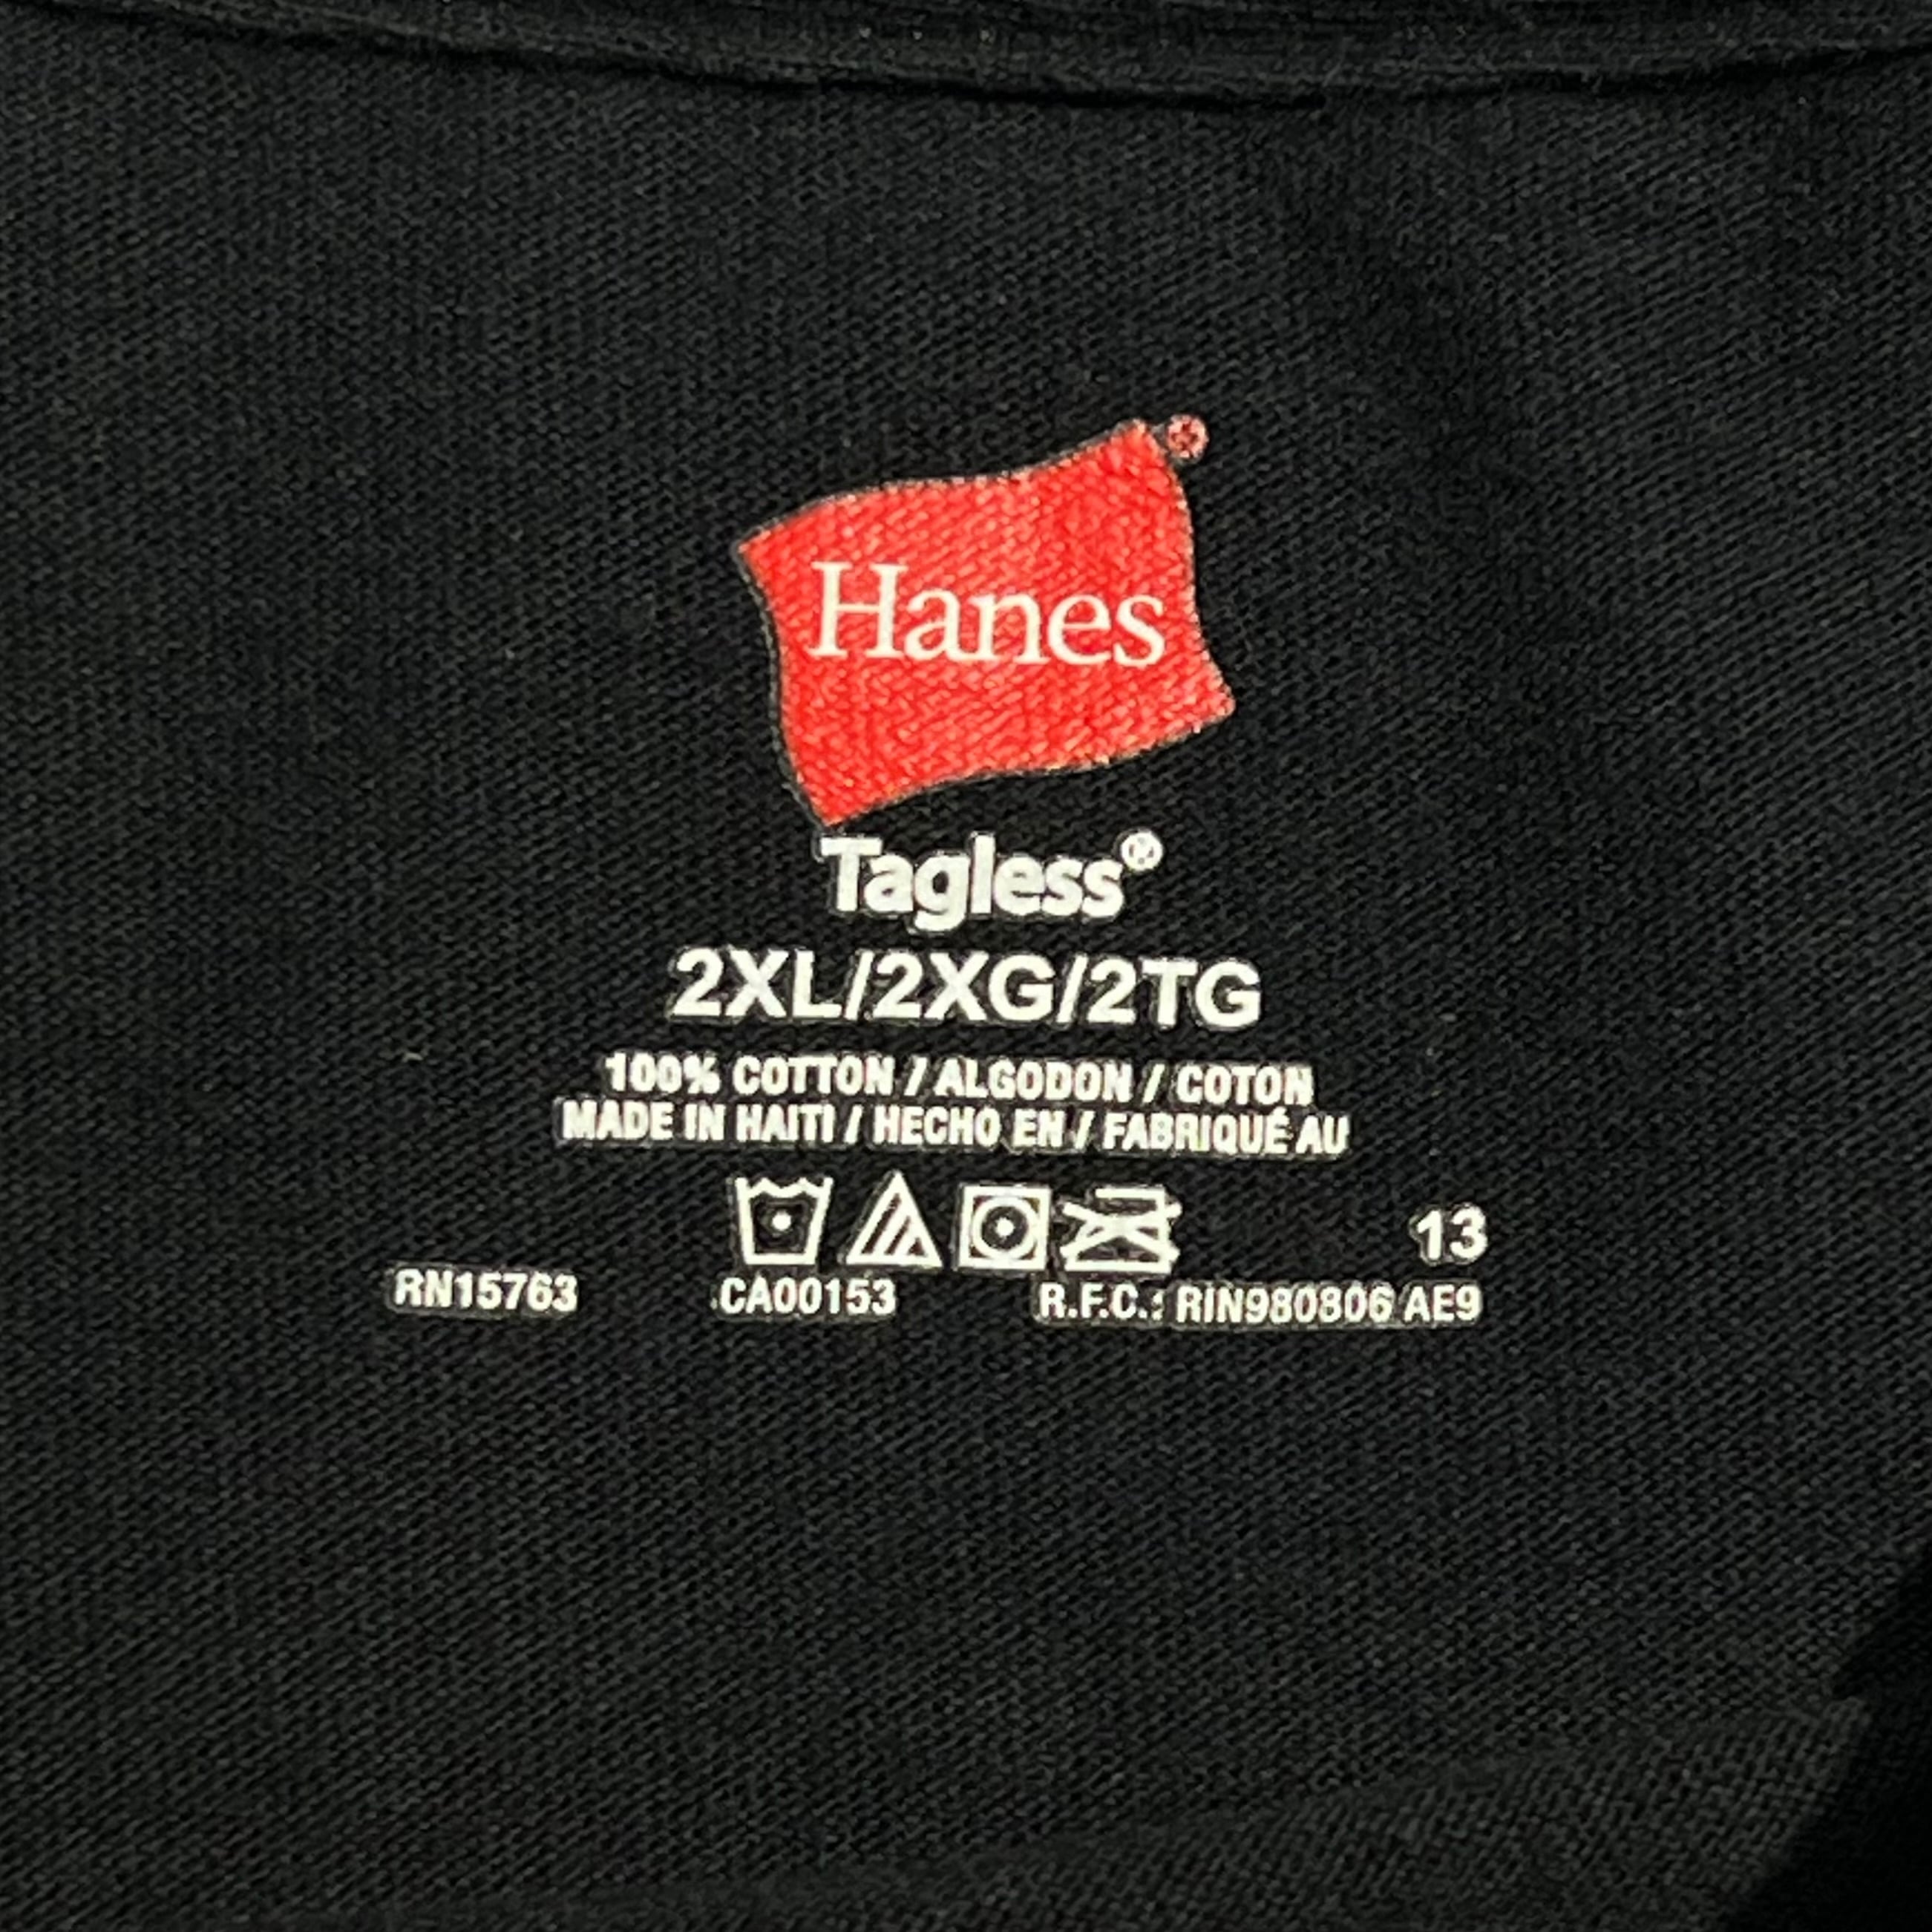 Hanes®
Tagless®
2XL/2XG/2TG
100% COTTON / ALGODON / COTON
MADE IN HAITI / HECHO EN / FABRIQUÉ AU
13
RN15763 CA00153 R.F.C.: RIN980806 AE9